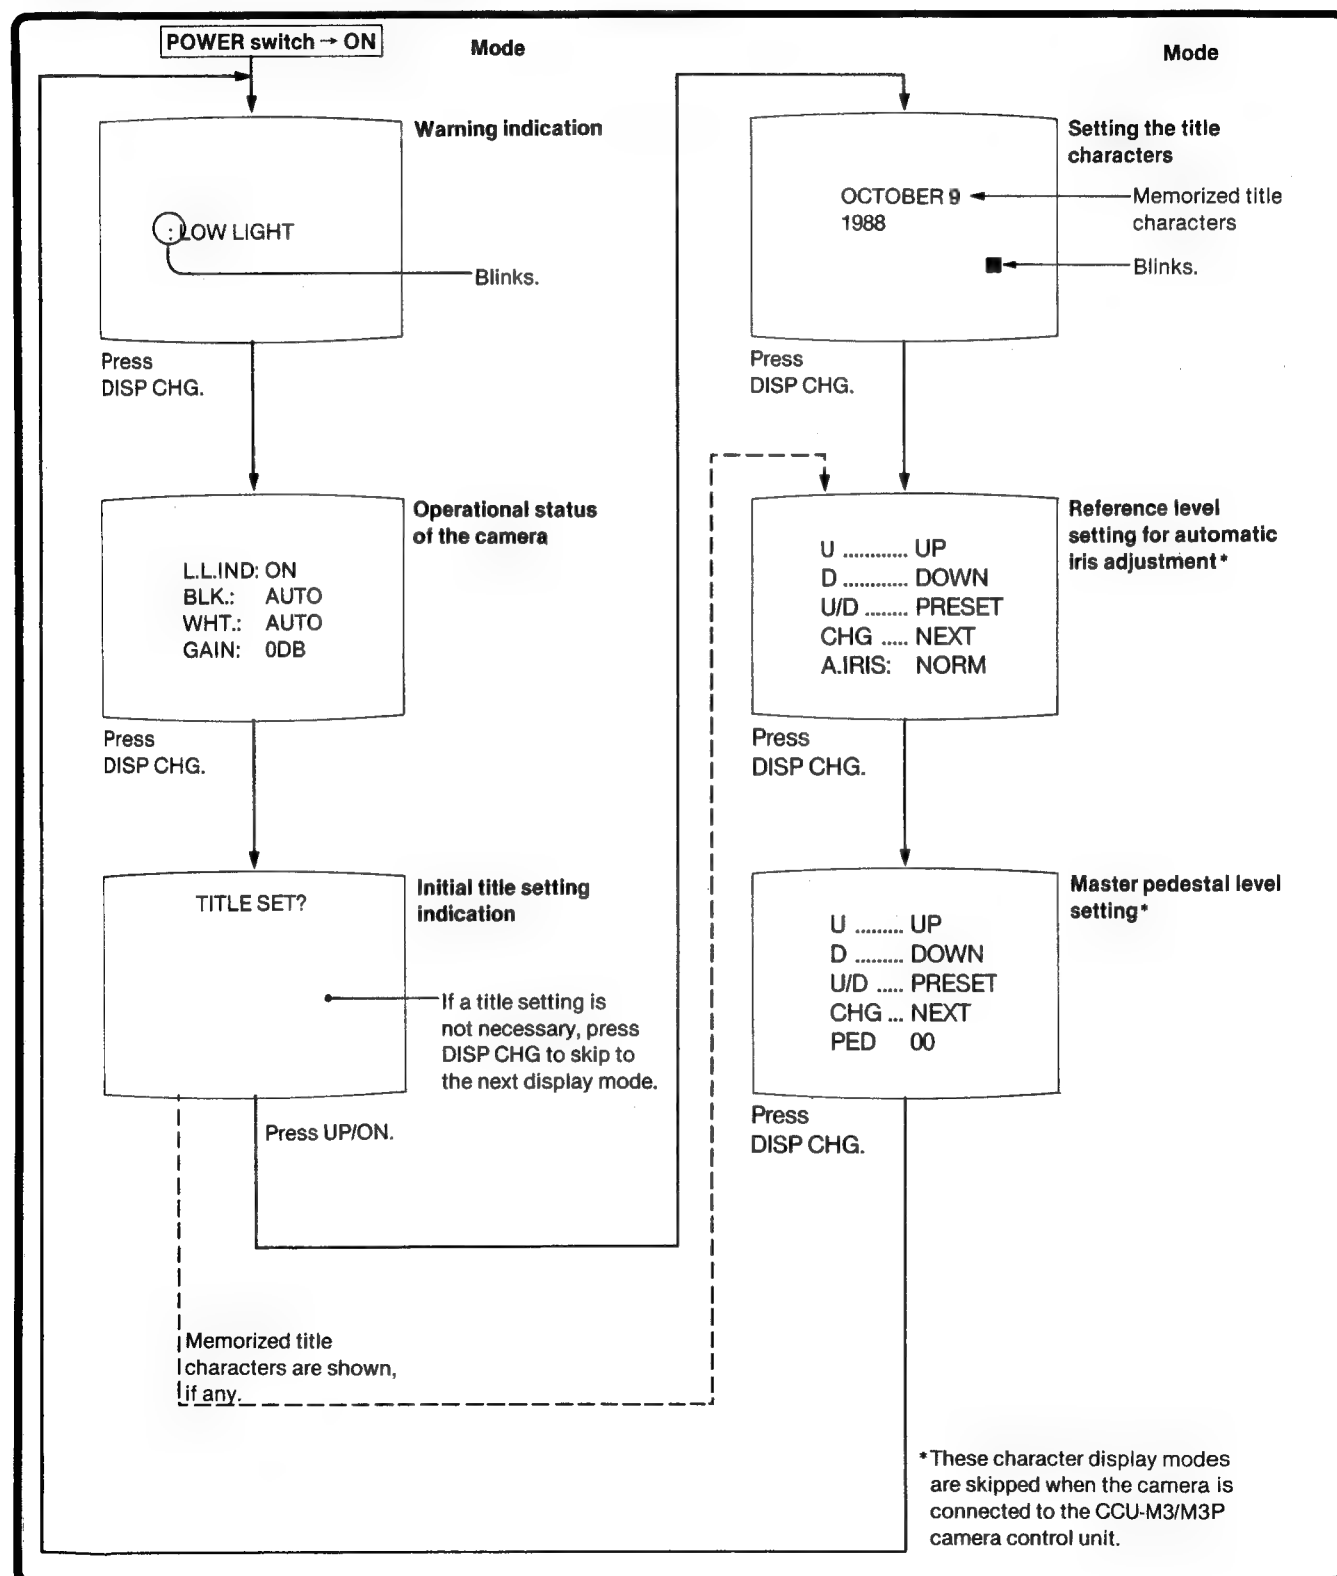 POWER switch → ON
Mode
Warning indication
: LOW LIGHT
Blinks.
Press
DISP CHG.
Operational status
of the camera
L.L.IND: ON
BLK.: AUTO
WHT.: AUTO
GAIN: 0DB
Press
DISP CHG.
Initial title setting
indication
TITLE SET?
If a title setting is
not necessary, press
DISP CHG to skip to
the next display mode.
Press UP/ON.
Memorized title
characters are shown,
if any.
Mode
Setting the title
characters
OCTOBER 9
1988
Memorized title
characters
Blinks.
Press
DISP CHG.
Reference level
setting for automatic
iris adjustment*
U ............ UP
D ............ DOWN
U/D ........ PRESET
CHG ..... NEXT
A.IRIS: NORM
Press
DISP CHG.
Master pedestal level
setting*
U ......... UP
D ......... DOWN
U/D ..... PRESET
CHG ... NEXT
PED 00
Press
DISP CHG.
*These character display modes
are skipped when the camera is
connected to the CCU-M3/M3P
camera control unit.